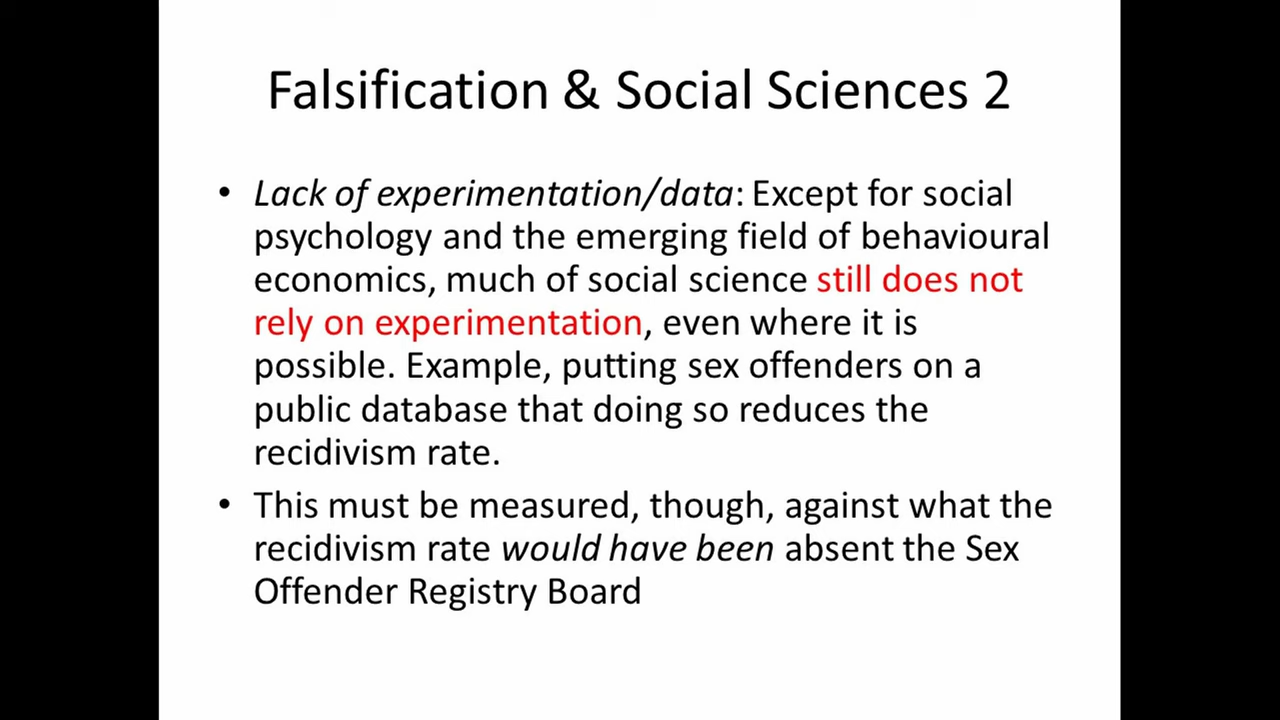 Falsification & Social Sciences 2
• Lack of experimentation/data: Except for social
psychology and the emerging field of behavioural
economics, much of social science still does not
rely on experimentation, even where it is
possible. Example, putting sex offenders on a
public database that doing so reduces the
recidivism rate.
• This must be measured, though, against what the
recidivism rate would have been absent the Sex
Offender Registry Board